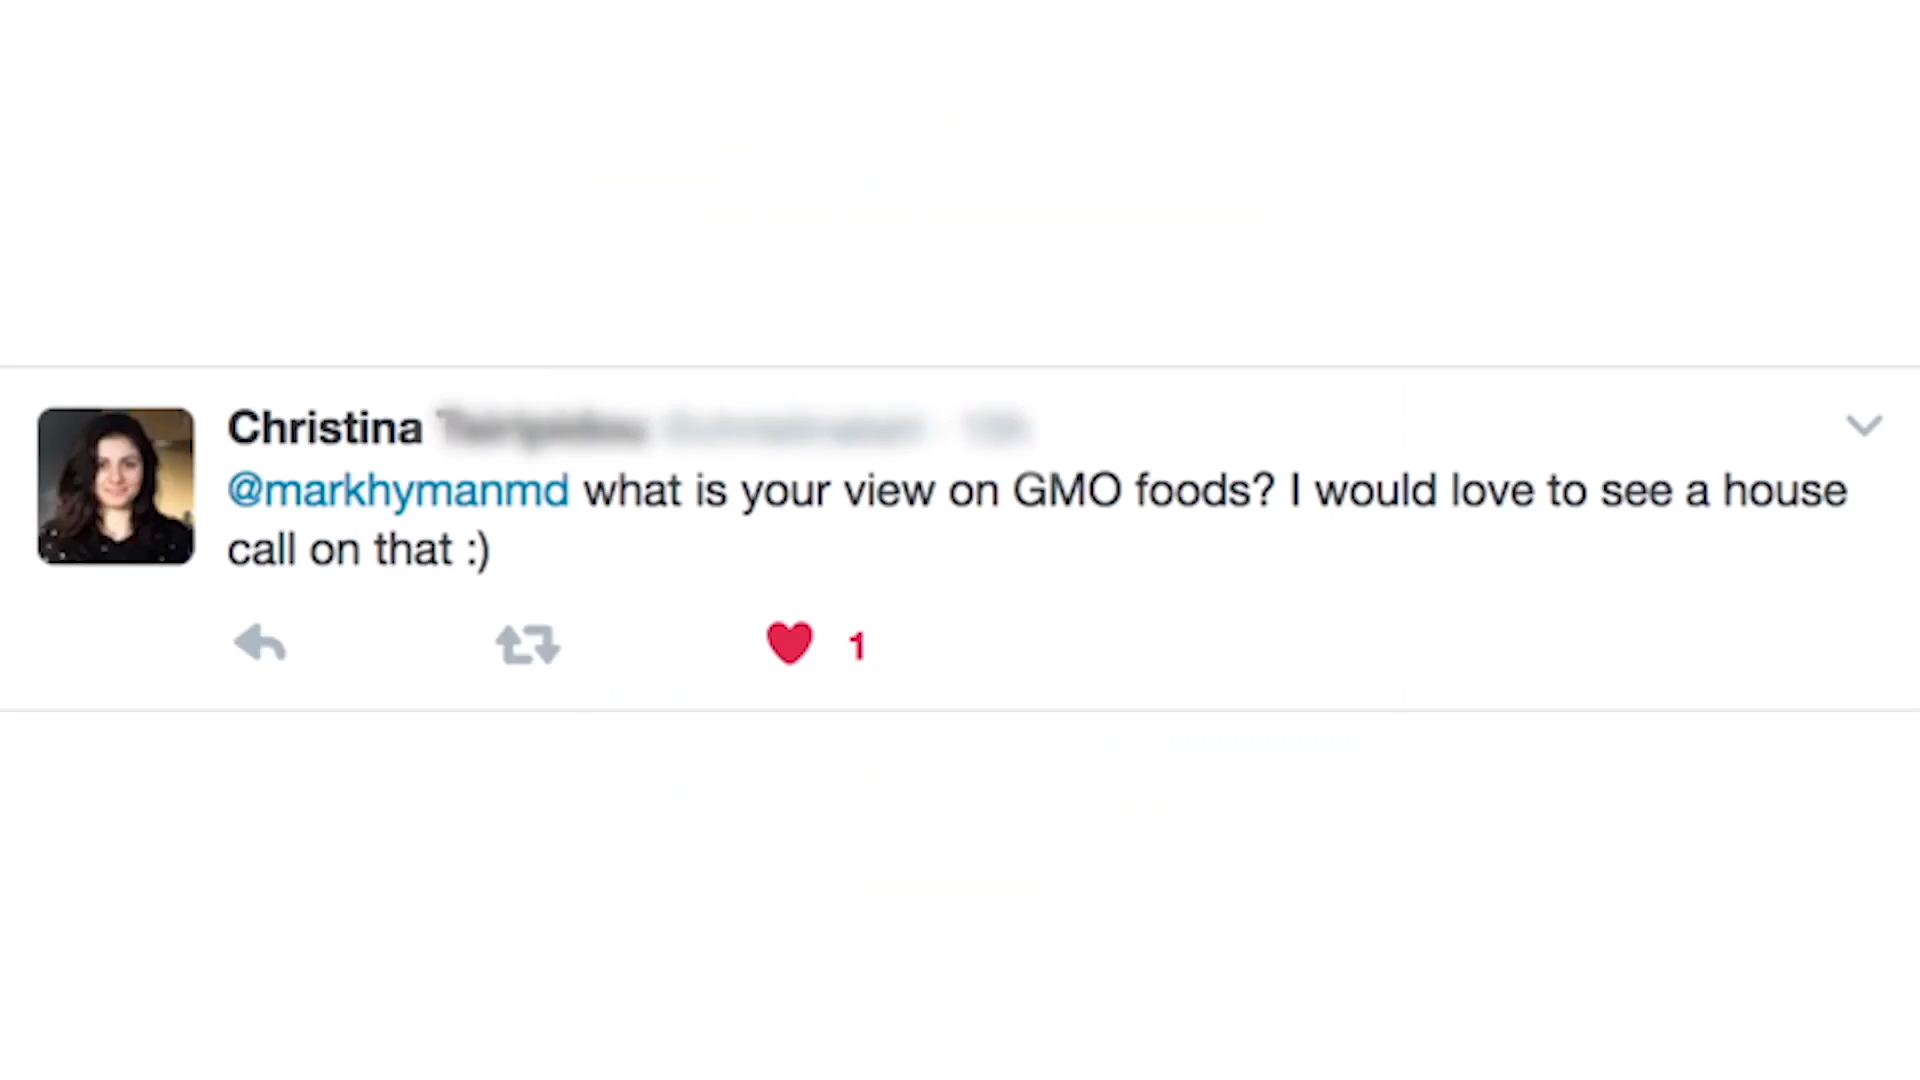 Christina
@markhymanmd what is your view on GMO foods? I would love to see a house
call on that :)
1